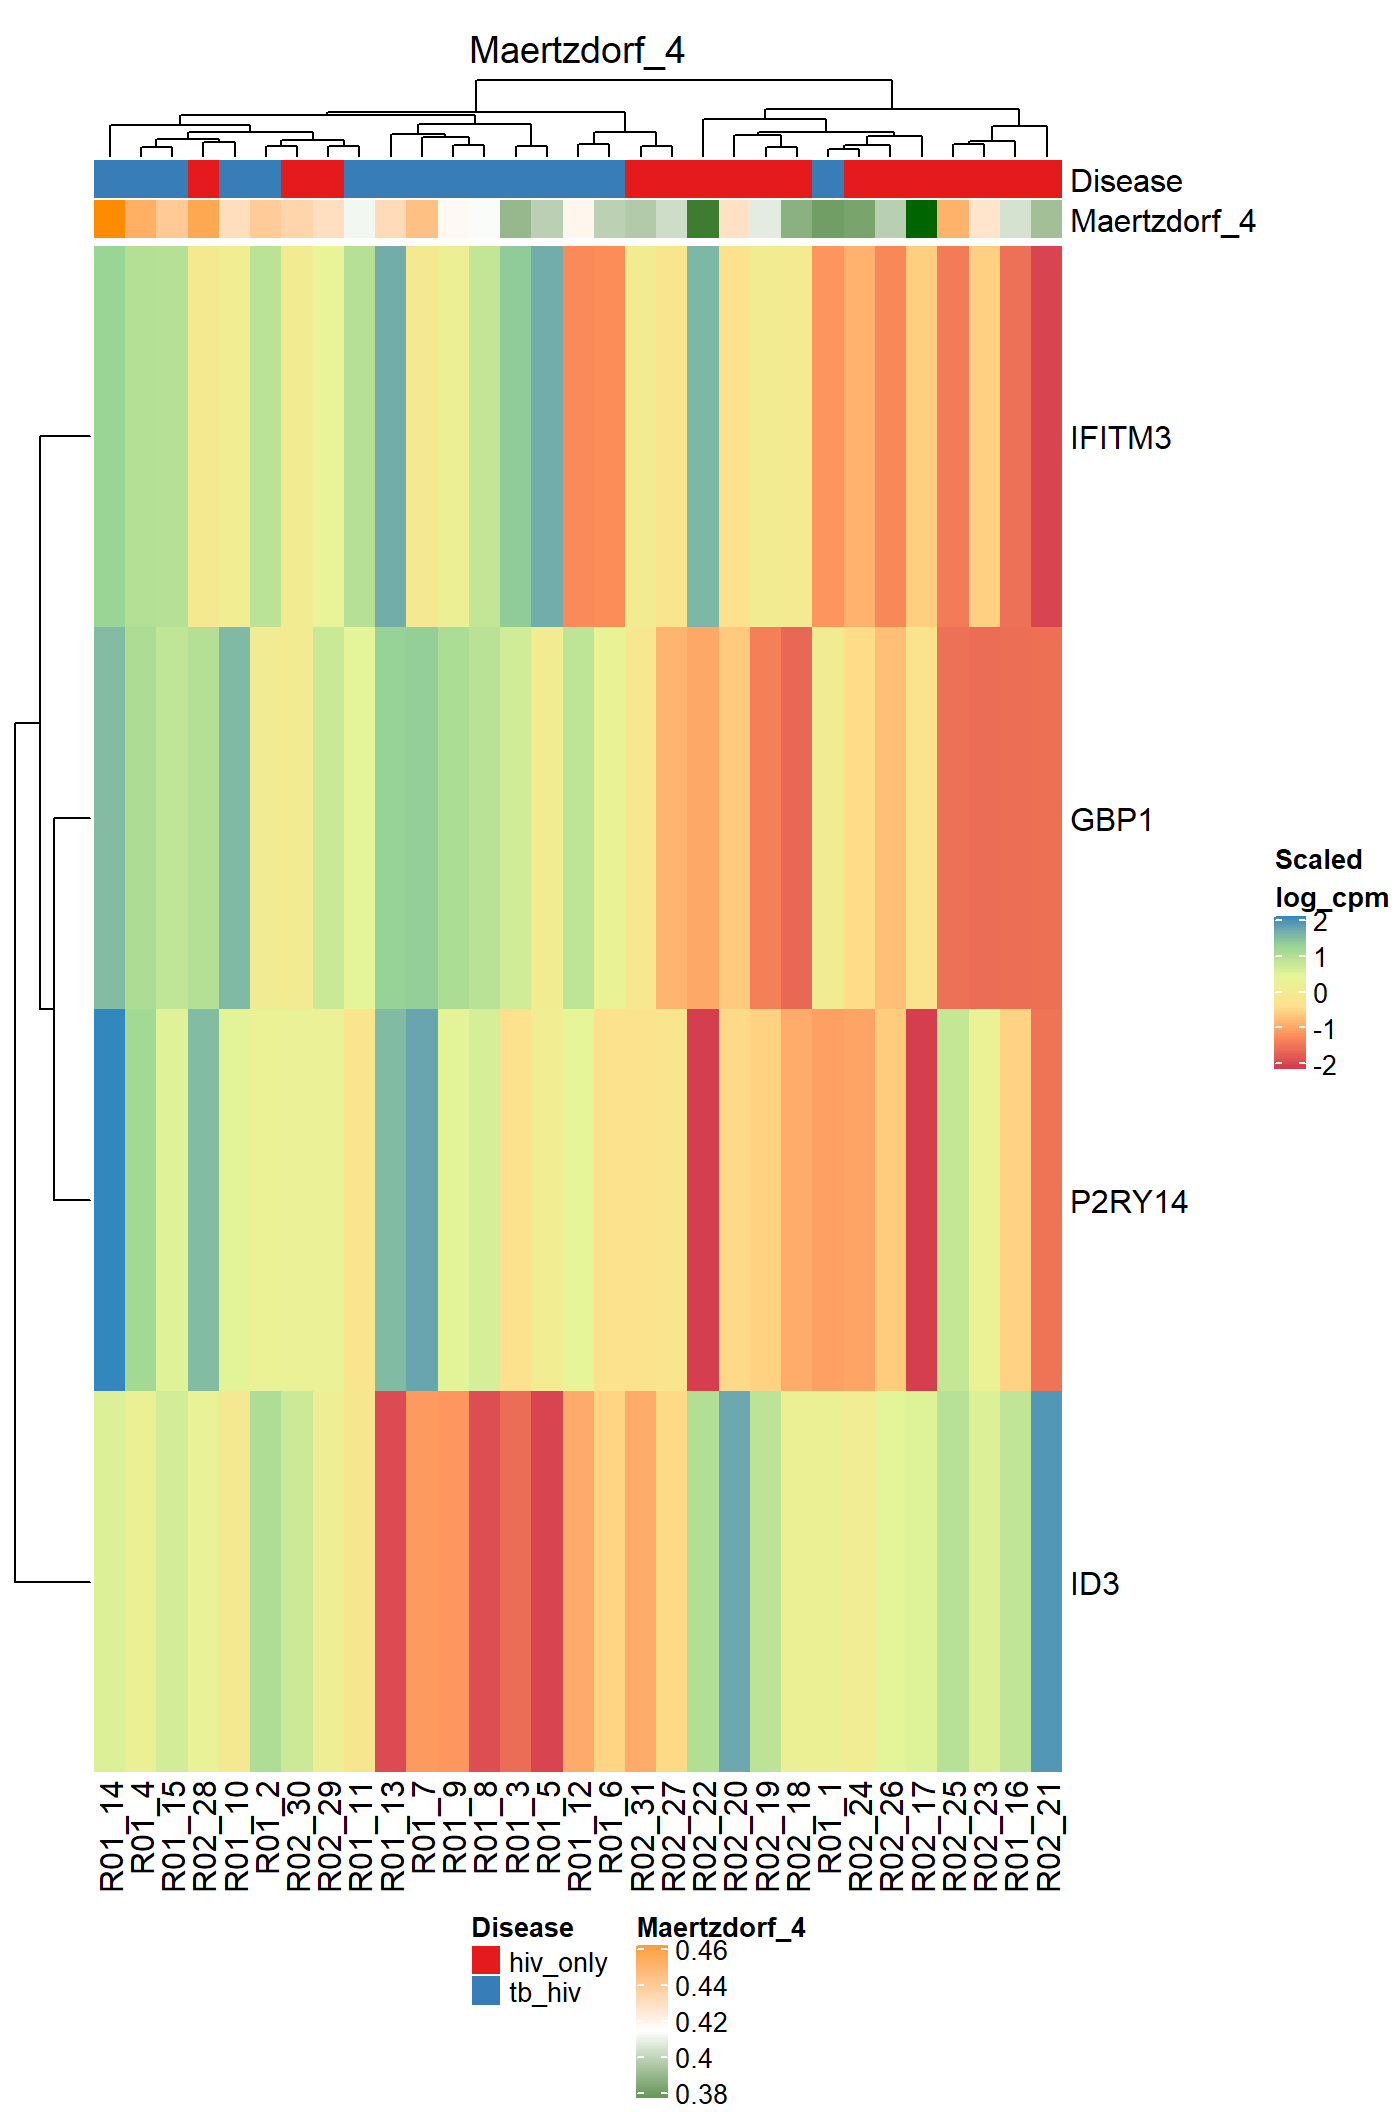 Maertzdorf_4
Disease
Maertzdorf_4
IFITM3
GBP1
P2RY14
ID3
Scaled
log_cpm
2
1
0
-1
-2
R01_14
R01_4
R01_15
R02_28
R01_10
R01_2
R02_30
R02_29
R01_11
R01_13
R01_7
R01_9
R01_8
R01_3
R01_5
R01_12
R01_6
R02_31
R02_27
R02_22
R02_20
R02_19
R02_18
R01_1
R02_24
R02_26
R02_17
R02_25
R02_23
R01_16
R02_21
Disease
hiv_only
tb_hiv
Maertzdorf_4
0.46
0.44
0.42
0.4
0.38